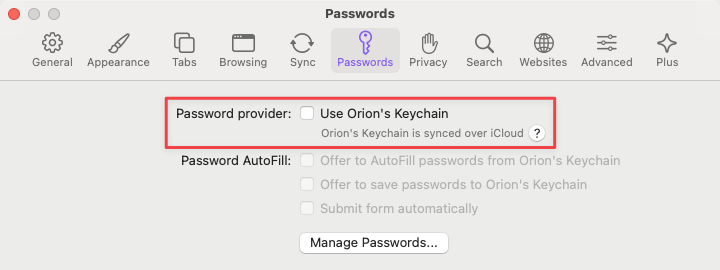 Passwords
General Appearance Tabs Browsing Sync Passwords Privacy Search Websites Advanced Plus
Password provider: Use Orion's Keychain
Orion's Keychain is synced over iCloud ?
Password AutoFill: Offer to AutoFill passwords from Orion's Keychain
Offer to save passwords to Orion's Keychain
Submit form automatically
Manage Passwords...